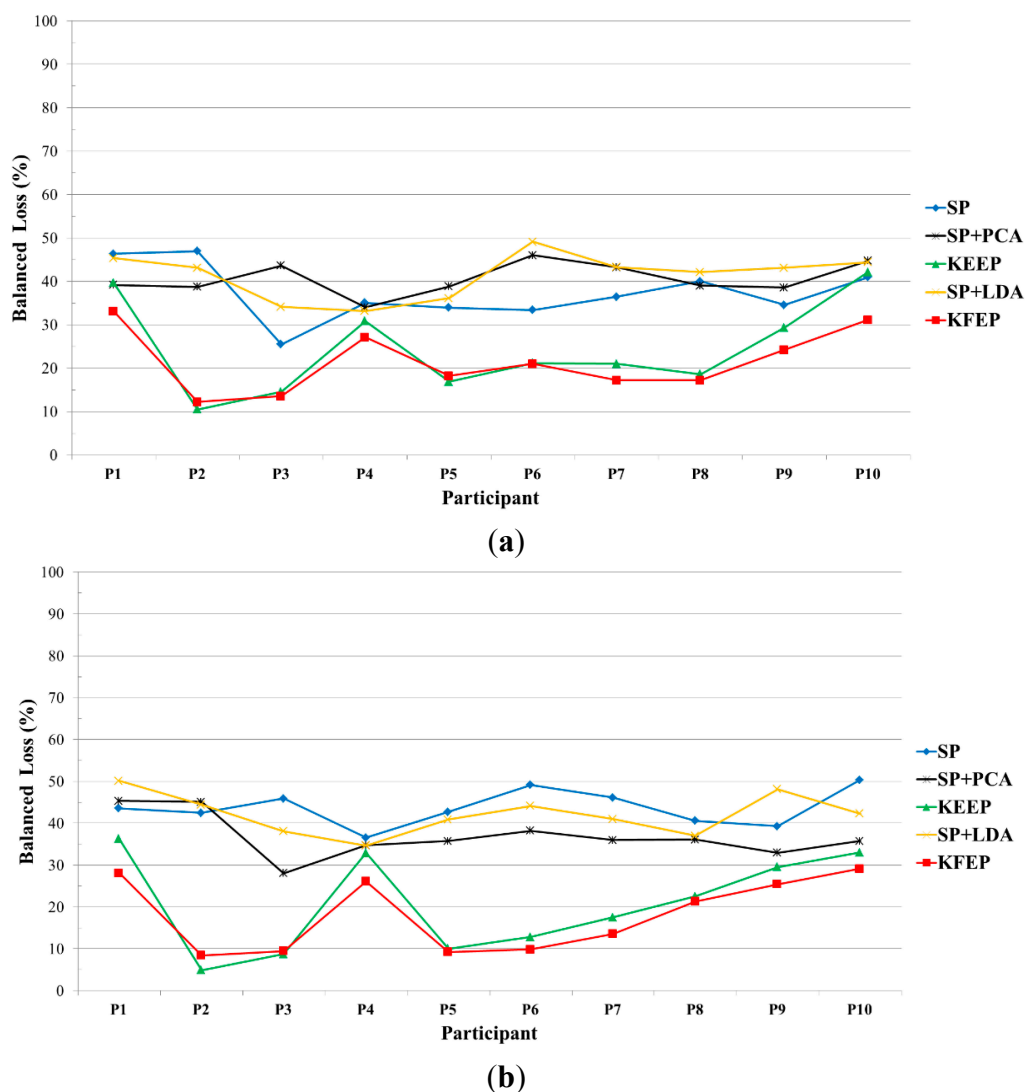 100
90
80
70
60
50
40
30
20
10
0
Balanced Loss (%)
P1 P2 P3 P4 P5 P6 P7 P8 P9 P10
Participant
SP
SP+PCA
KEEP
SP+LDA
KFEP
(a)
100
90
80
70
60
50
40
30
20
10
0
Balanced Loss (%)
P1 P2 P3 P4 P5 P6 P7 P8 P9 P10
Participant
SP
SP+PCA
KEEP
SP+LDA
KFEP
(b)